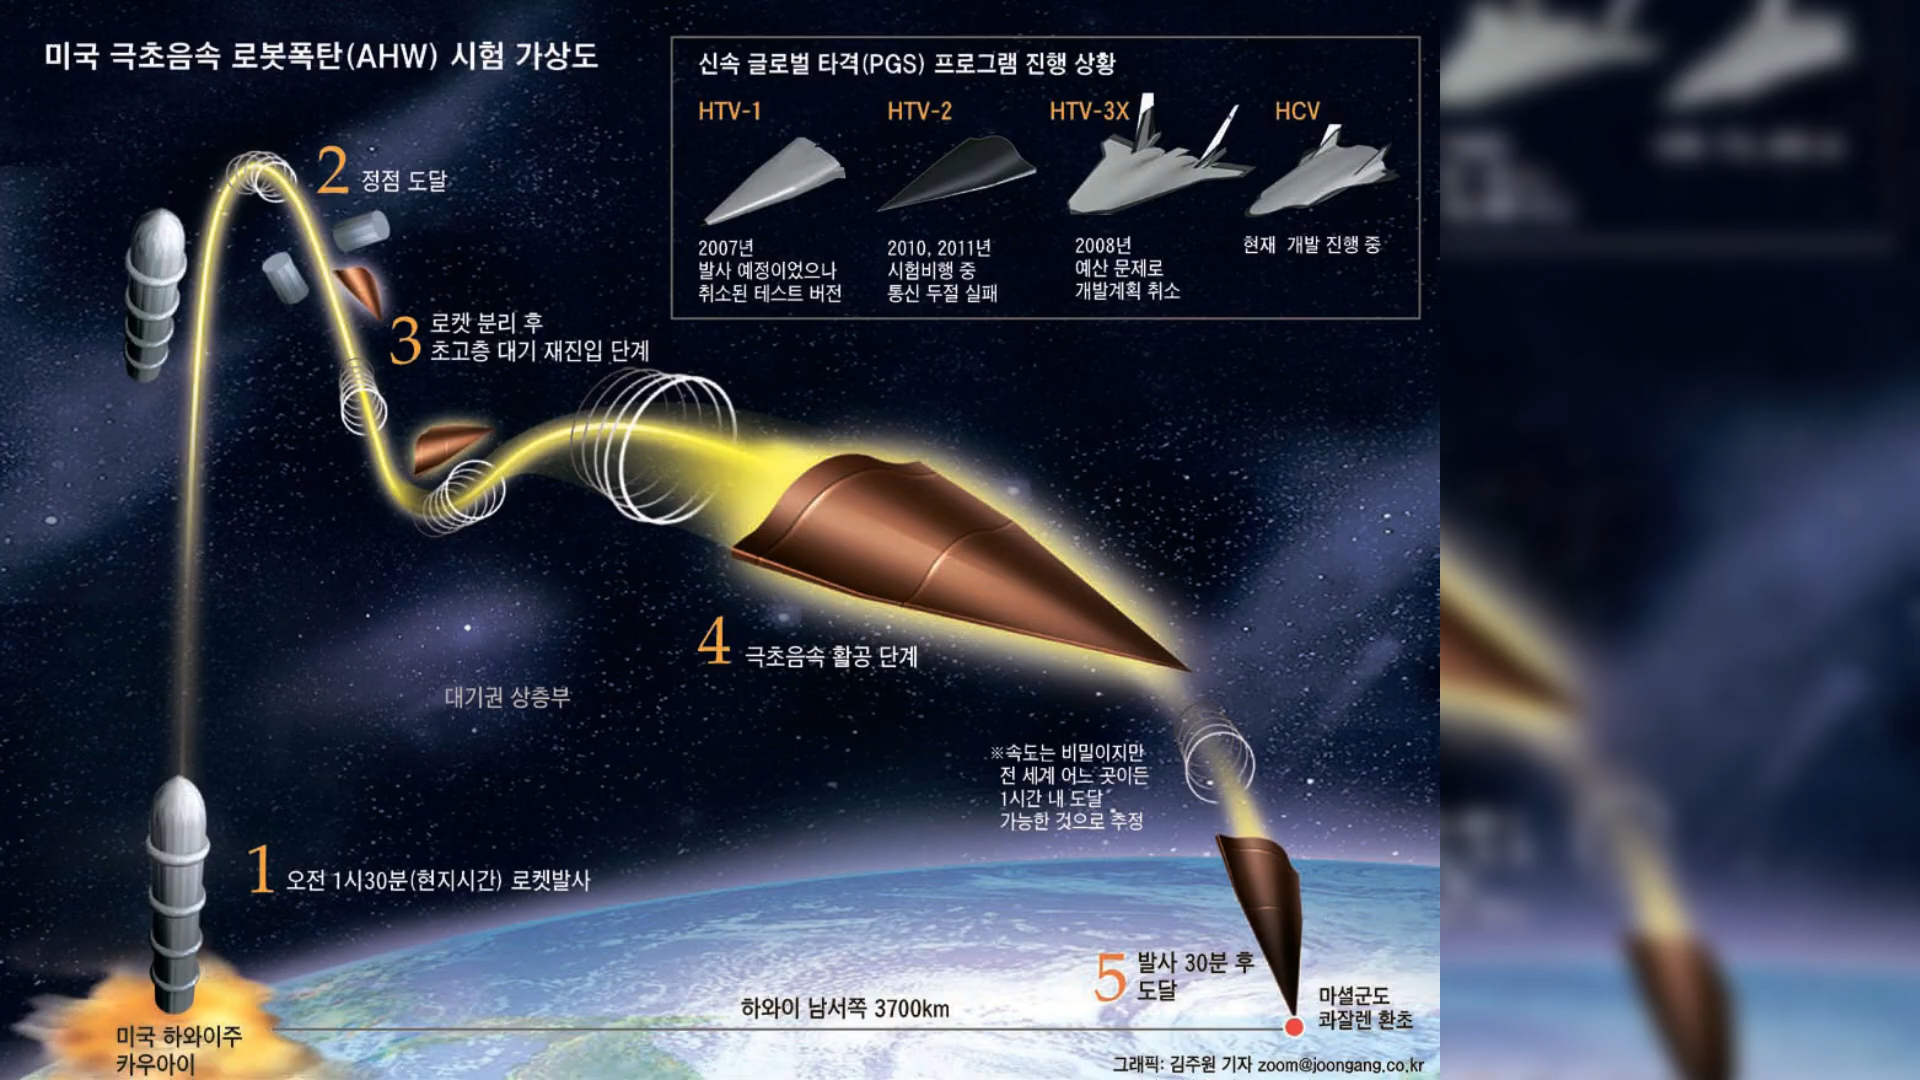 미국 극초음속 로봇폭탄(AHW) 시험 가상도
신속 글로벌 타격(PGS) 프로그램 진행 상황
HTV-1
2007년
발사 예정이었으나
취소된 테스트 버전
HTV-2
2010, 2011년
시험비행 중
통신 두절 실패
HTV-3X
2008년
예산 문제로
개발계획 취소
HCV
현재 개발 진행 중
2 정점 도달
3 로켓 분리 후
초고층 대기 재진입 단계
4 극초음속 활공 단계
대기권 상층부
※속도는 비밀이지만
전 세계 어느 곳이든
1시간 내 도달
가능한 것으로 추정
1 오전 1시30분(현지시간) 로켓발사
5 발사 30분 후
도달
하와이 남서쪽 3700km
마셜군도
콰잘렌 환초
미국 하와이주
카우아이
그래픽: 김주원 기자 zoom@joongang.co.kr